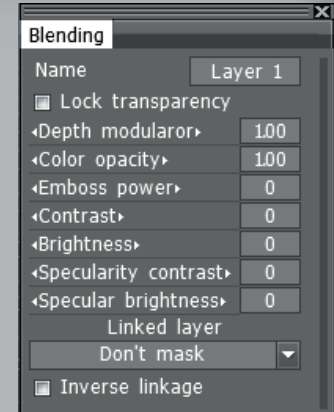 Blending
Name Layer 1
Lock transparency
Depth modularor 1.00
Color opacity 1.00
Emboss power 0
Contrast 0
Brightness 0
Specularity contrast 0
Specular brightness 0
Linked layer
Don't mask
Inverse linkage